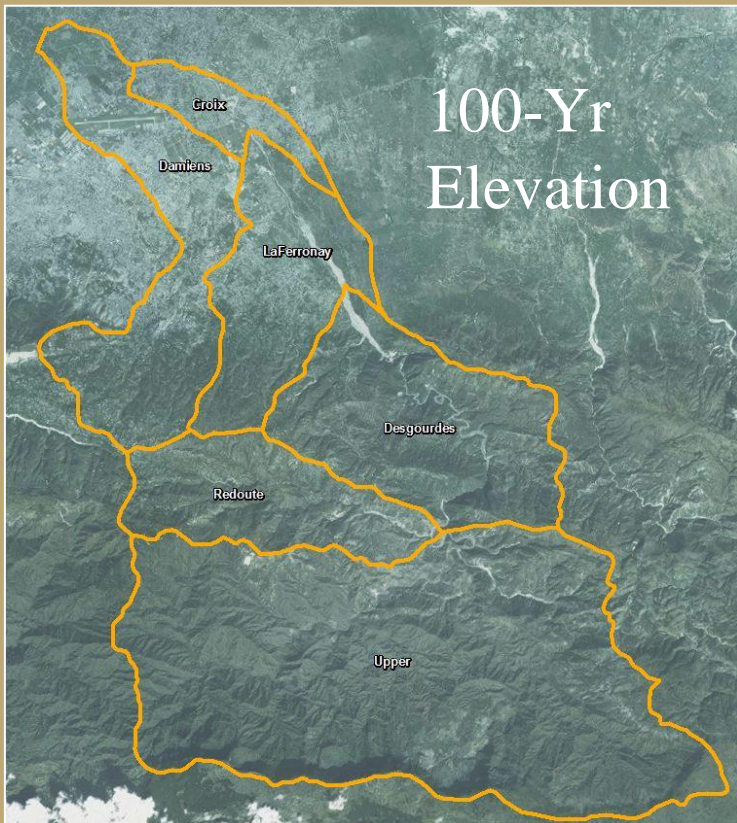 100-Yr
Elevation
Croix
Damiens
LaFerronay
Desgourdes
Redoute
Upper